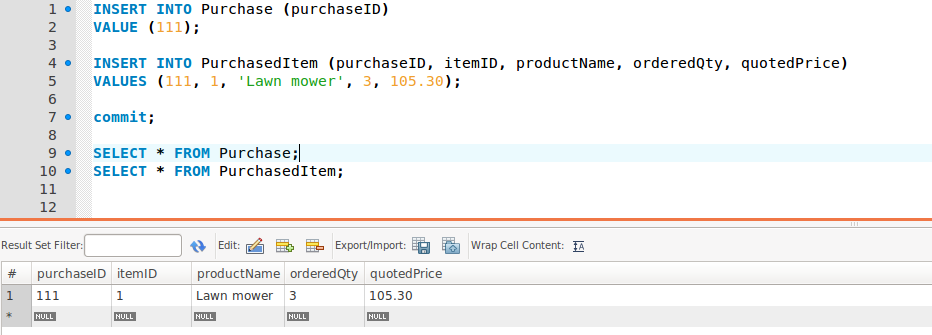 1 INSERT INTO Purchase (purchaseID)
2 VALUE (111);
3
4 INSERT INTO PurchasedItem (purchaseID, itemID, productName, orderedQty, quotedPrice)
5 VALUES (111, 1, 'Lawn mower', 3, 105.30);
6
7 commit;
8
9 SELECT * FROM Purchase;
10 SELECT * FROM PurchasedItem;
11
12
Result Set Filter: Edit: Export/Import: Wrap Cell Content: IA
# purchaseID itemID productName orderedQty quotedPrice
1 111 1 Lawn mower 3 105.30
* NULL NULL NULL NULL NULL